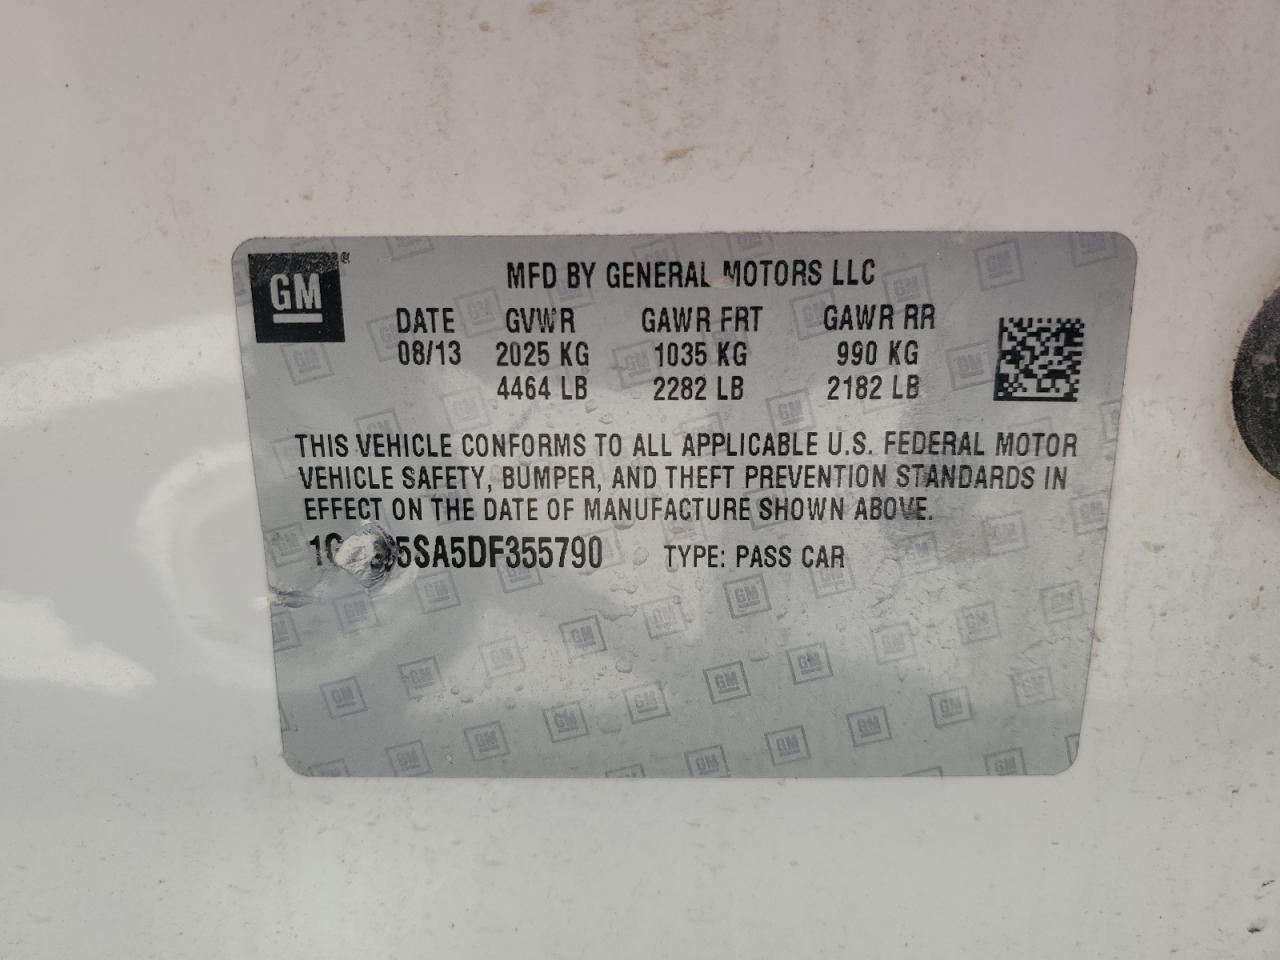 GM
MFD BY GENERAL MOTORS LLC
DATE GVWR GAWR FRT GAWR RR
08/13 2025 KG 1035 KG 990 KG
4464 LB 2282 LB 2182 LB
THIS VEHICLE CONFORMS TO ALL APPLICABLE U.S. FEDERAL MOTOR
VEHICLE SAFETY, BUMPER, AND THEFT PREVENTION STANDARDS IN
EFFECT ON THE DATE OF MANUFACTURE SHOWN ABOVE.
TYPE: PASS CAR